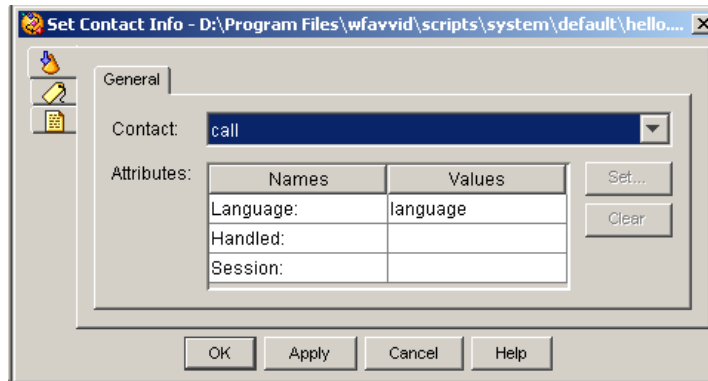 Set Contact Info - D:\Program Files\wfavvid\scripts\system\default\hello....
General
Contact: call
Attributes: Names Values Set...
Language: language Clear
Handled:
Session:
OK Apply Cancel Help